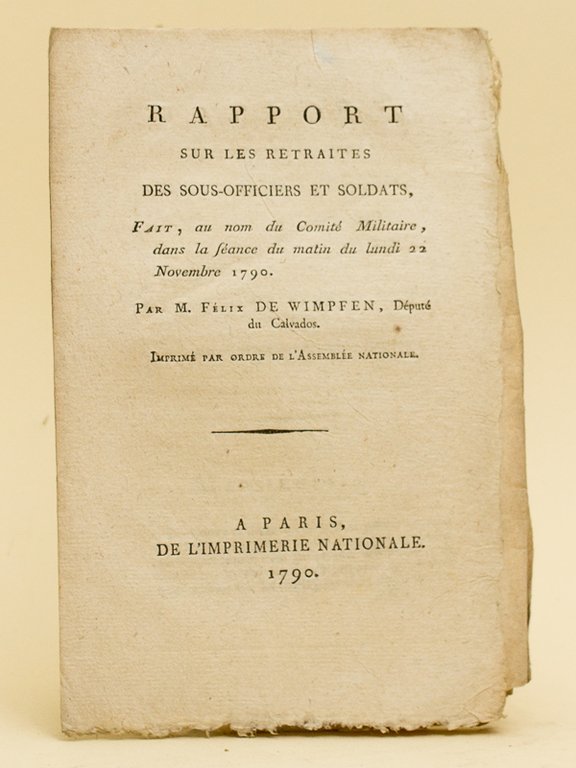 RAPPORT
SUR LES RETRAITES
DES SOUS-OFFICIERS ET SOLDATS,
FAIT, au nom du Comité Militaire,
dans la ſéance du matin du lundi 22
Novembre 1790.
PAR M. FÉLIX DE WIMPFEN, Député
du Calvados.
IMPRIMÉ PAR ORDRE DE L'ASSEMBLÉE NATIONALE.
A PARIS,
DE L'IMPRIMERIE NATIONALE.
1790.